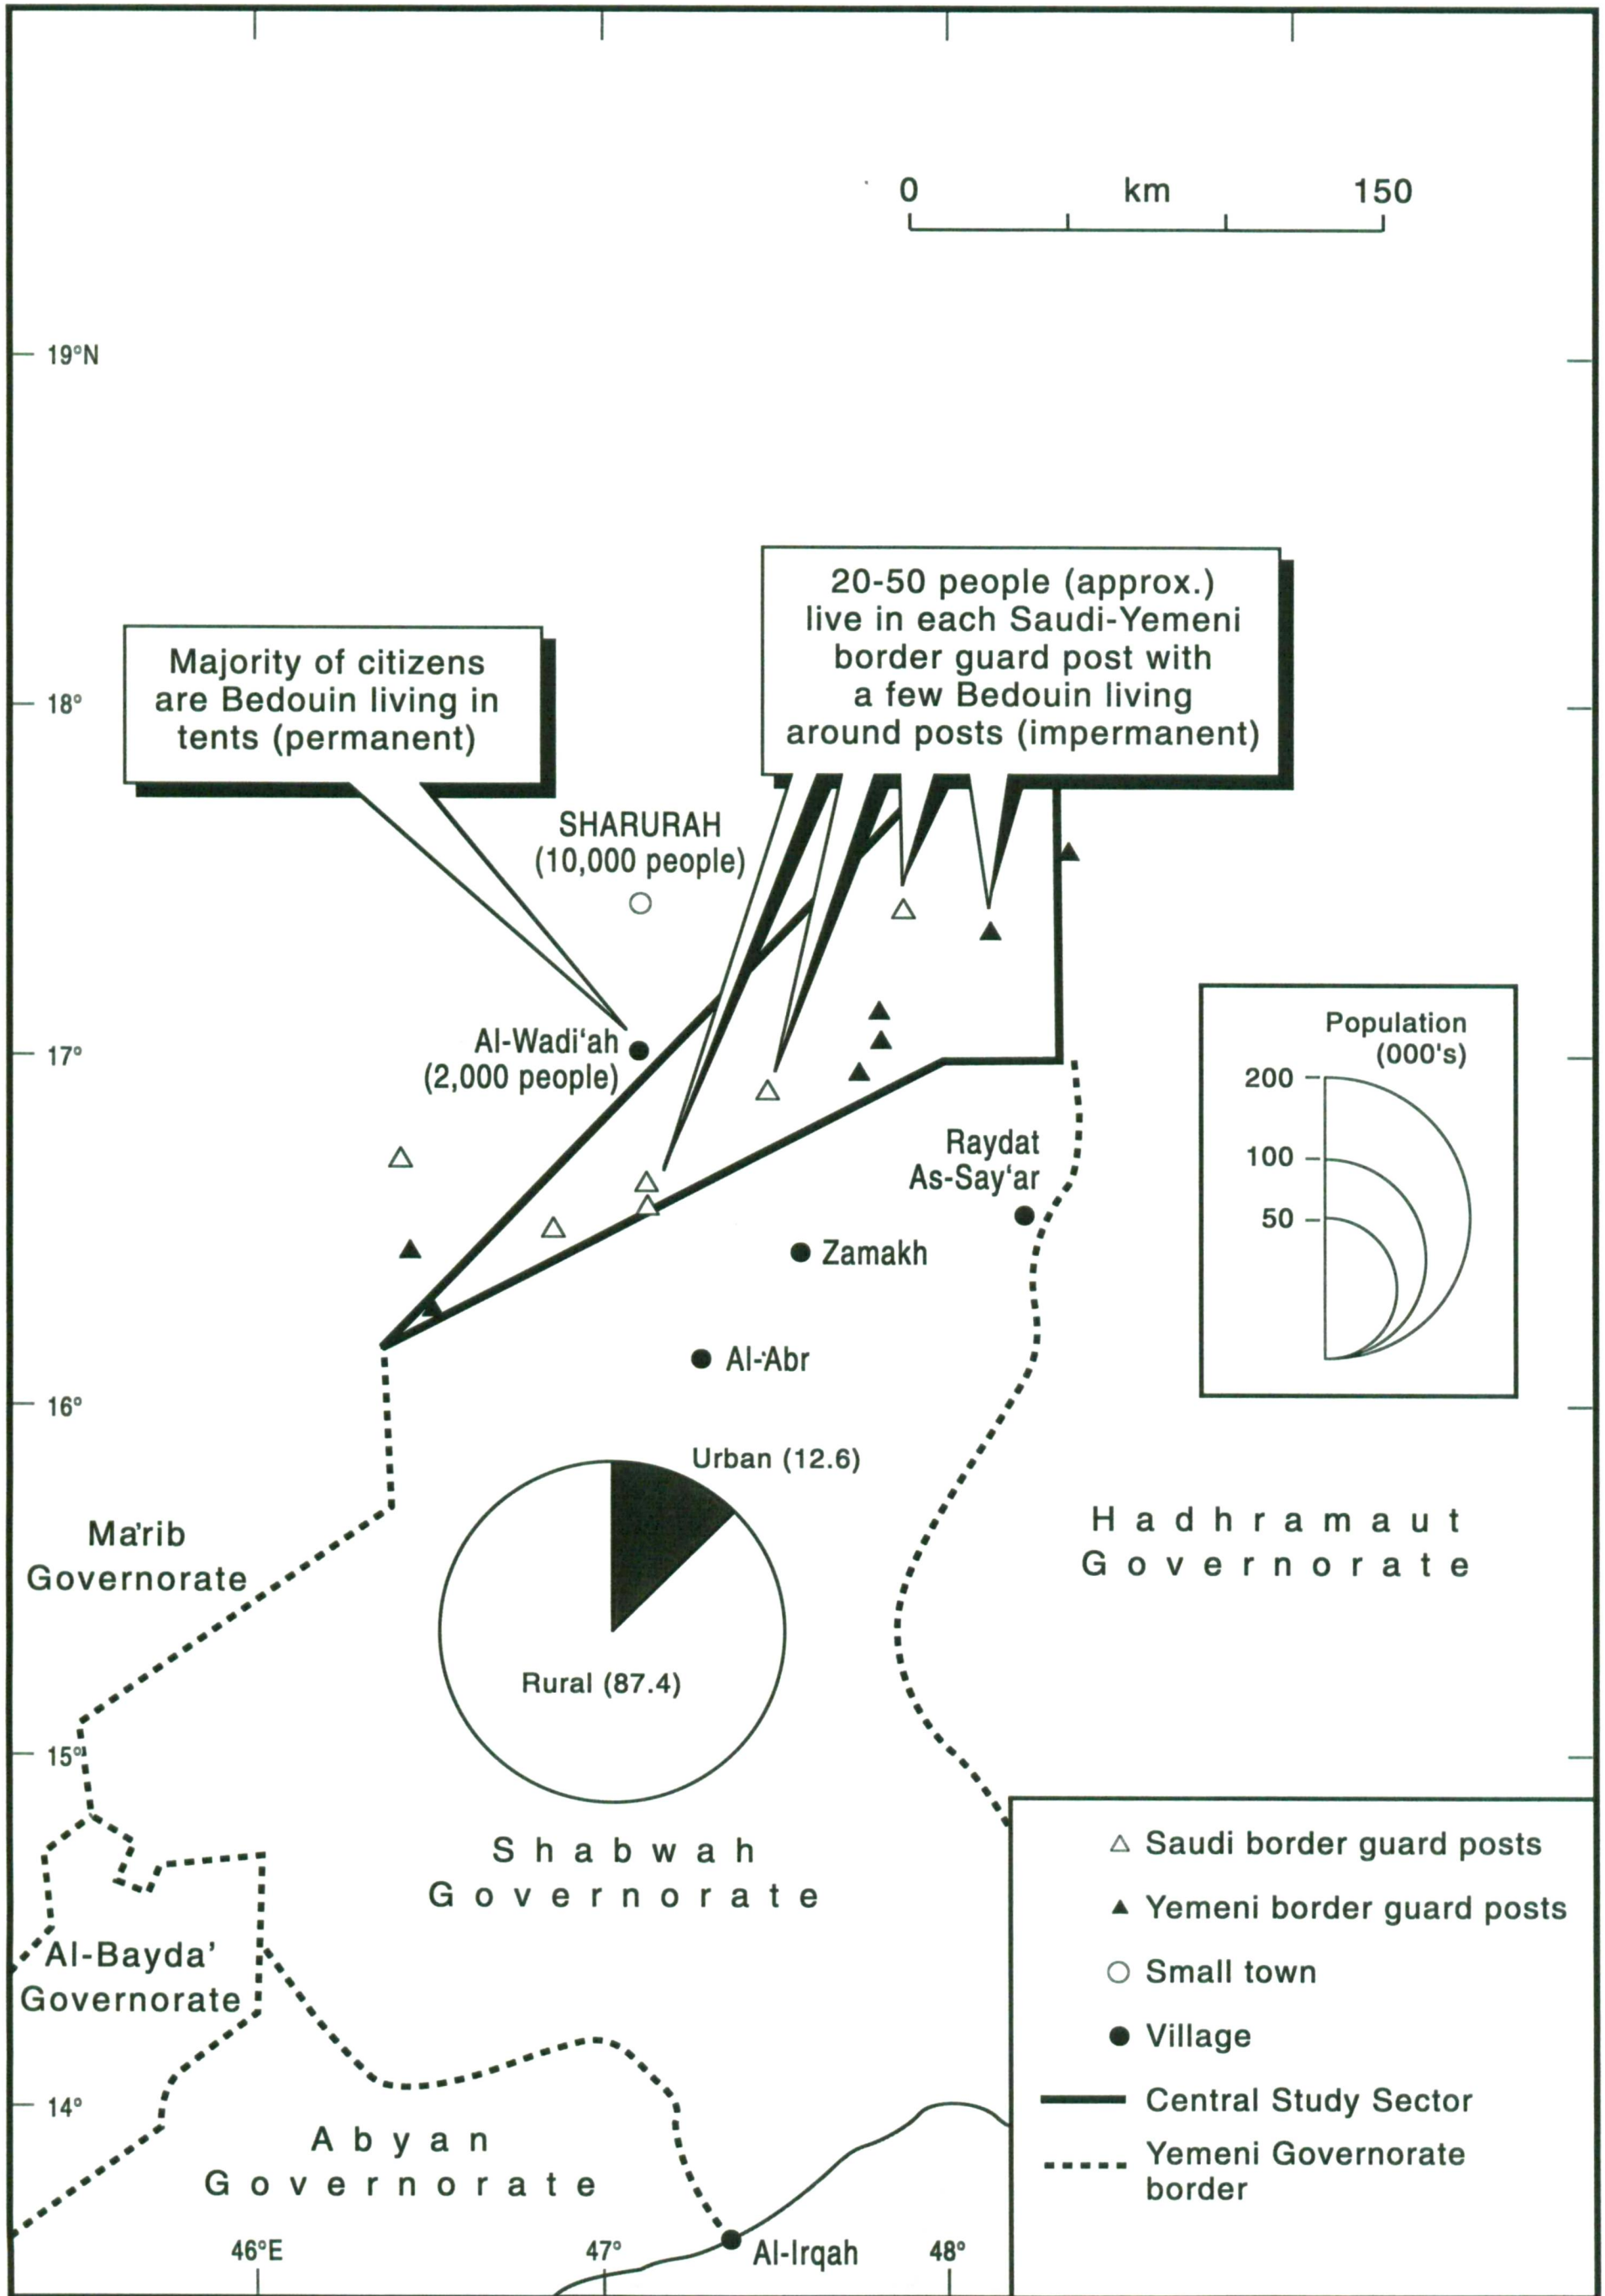 0 km 150
19°N
20-50 people (approx.)
live in each Saudi-Yemeni
border guard post with
a few Bedouin living
around posts (impermanent)
Majority of citizens
are Bedouin living in
tents (permanent)
18°
SHARURAH
(10,000 people)
Al-Wadi‘ah
(2,000 people)
17°
Population
(000's)
200
100
50
Raydat
As-Say‘ar
Zamakh
Al-‘Abr
16°
Urban (12.6)
Rural (87.4)
Ma'rib
Governorate
Hadhramaut
Governorate
15°
Shabwah
Governorate
Al-Bayda’
Governorate
14°
Abyan
Governorate
Al-Irqah
46°E
47°
48°
Saudi border guard posts
Yemeni border guard posts
Small town
Village
Central Study Sector
Yemeni Governorate
border